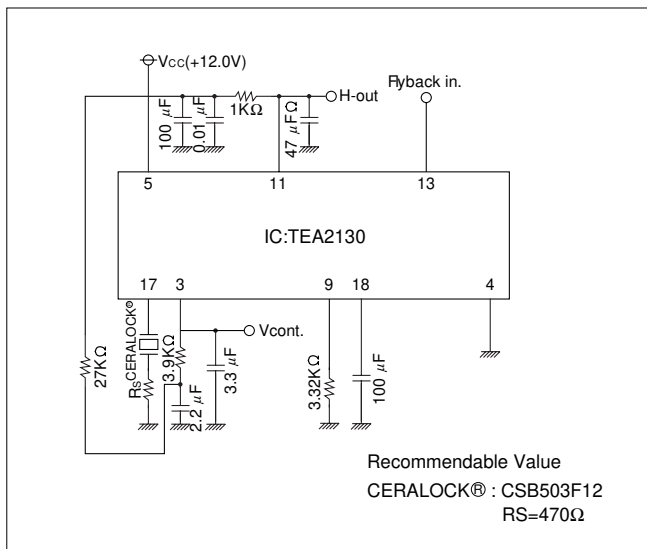 VCC(+12.0V)
100 μF
0.01 μF
1KΩ
H-out
47 μFΩ
Flyback in.
5
11
13
IC:TEA2130
17
3
9
18
4
27KΩ
RS
CERALOCK®
3.9KΩ
2.2 μF
3.3 μF
Vcont.
3.32KΩ
100 μF
Recommendable Value
CERALOCK® : CSB503F12
RS=470Ω